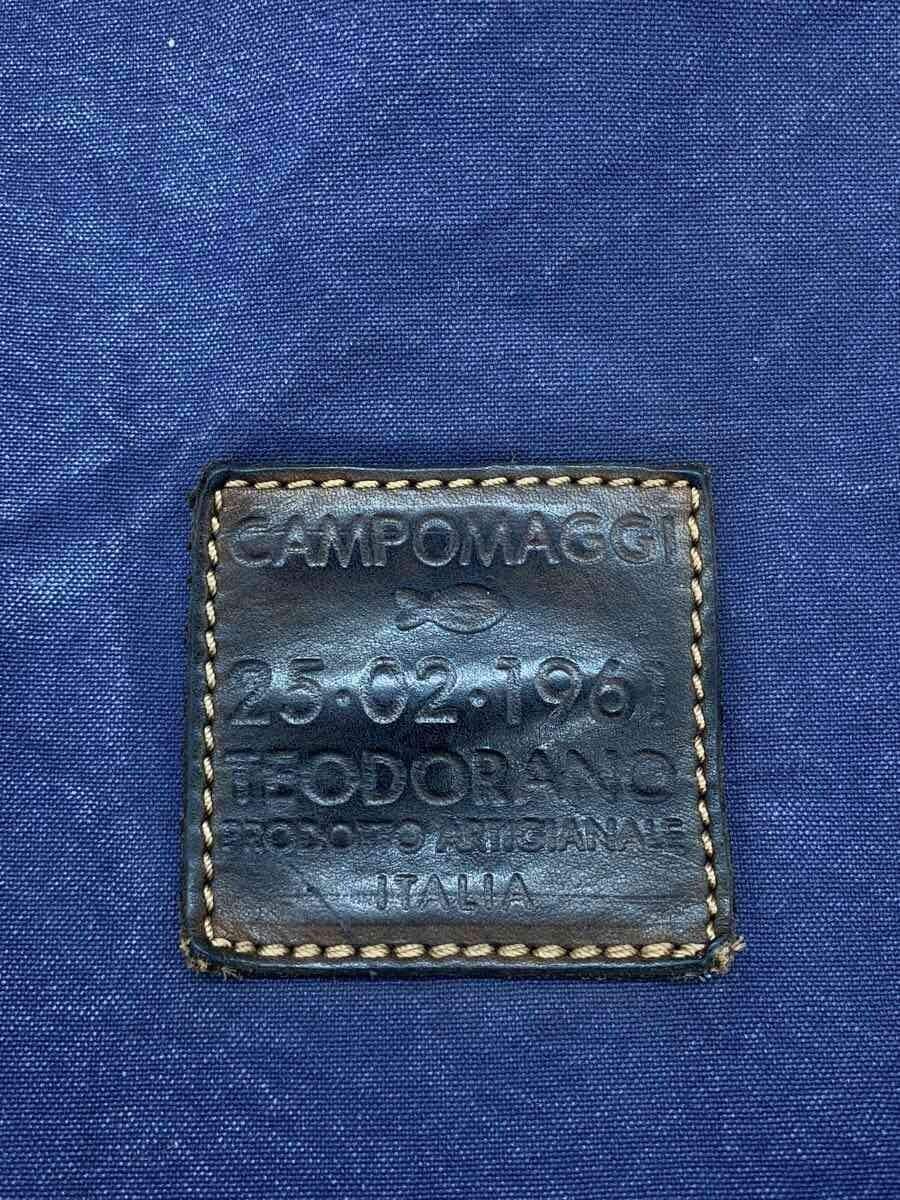 CAMPOMAGGI
25·02·1961
TEODORANO
PRODOTTO ARTIGIANALE
ITALIA